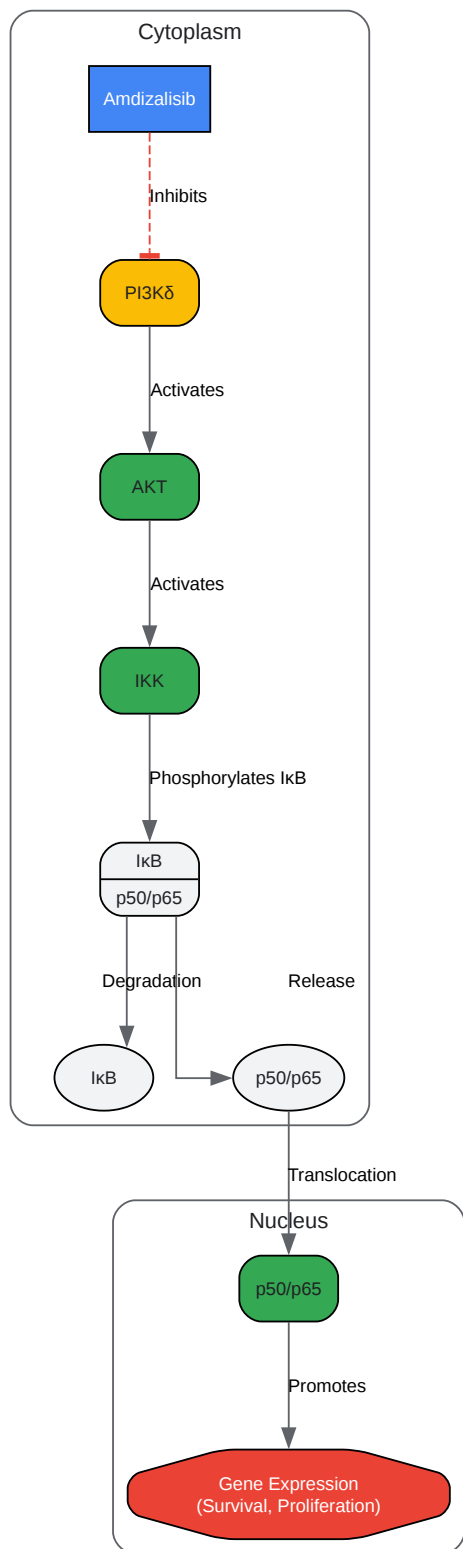 Cytoplasm
Amdizalisib
Inhibits
PI3Kδ
Activates
AKT
Activates
IKK
Phosphorylates IκB
IκB
p50/p65
Degradation
Release
IκB
p50/p65
Translocation
Nucleus
p50/p65
Promotes
Gene Expression
(Survival, Proliferation)